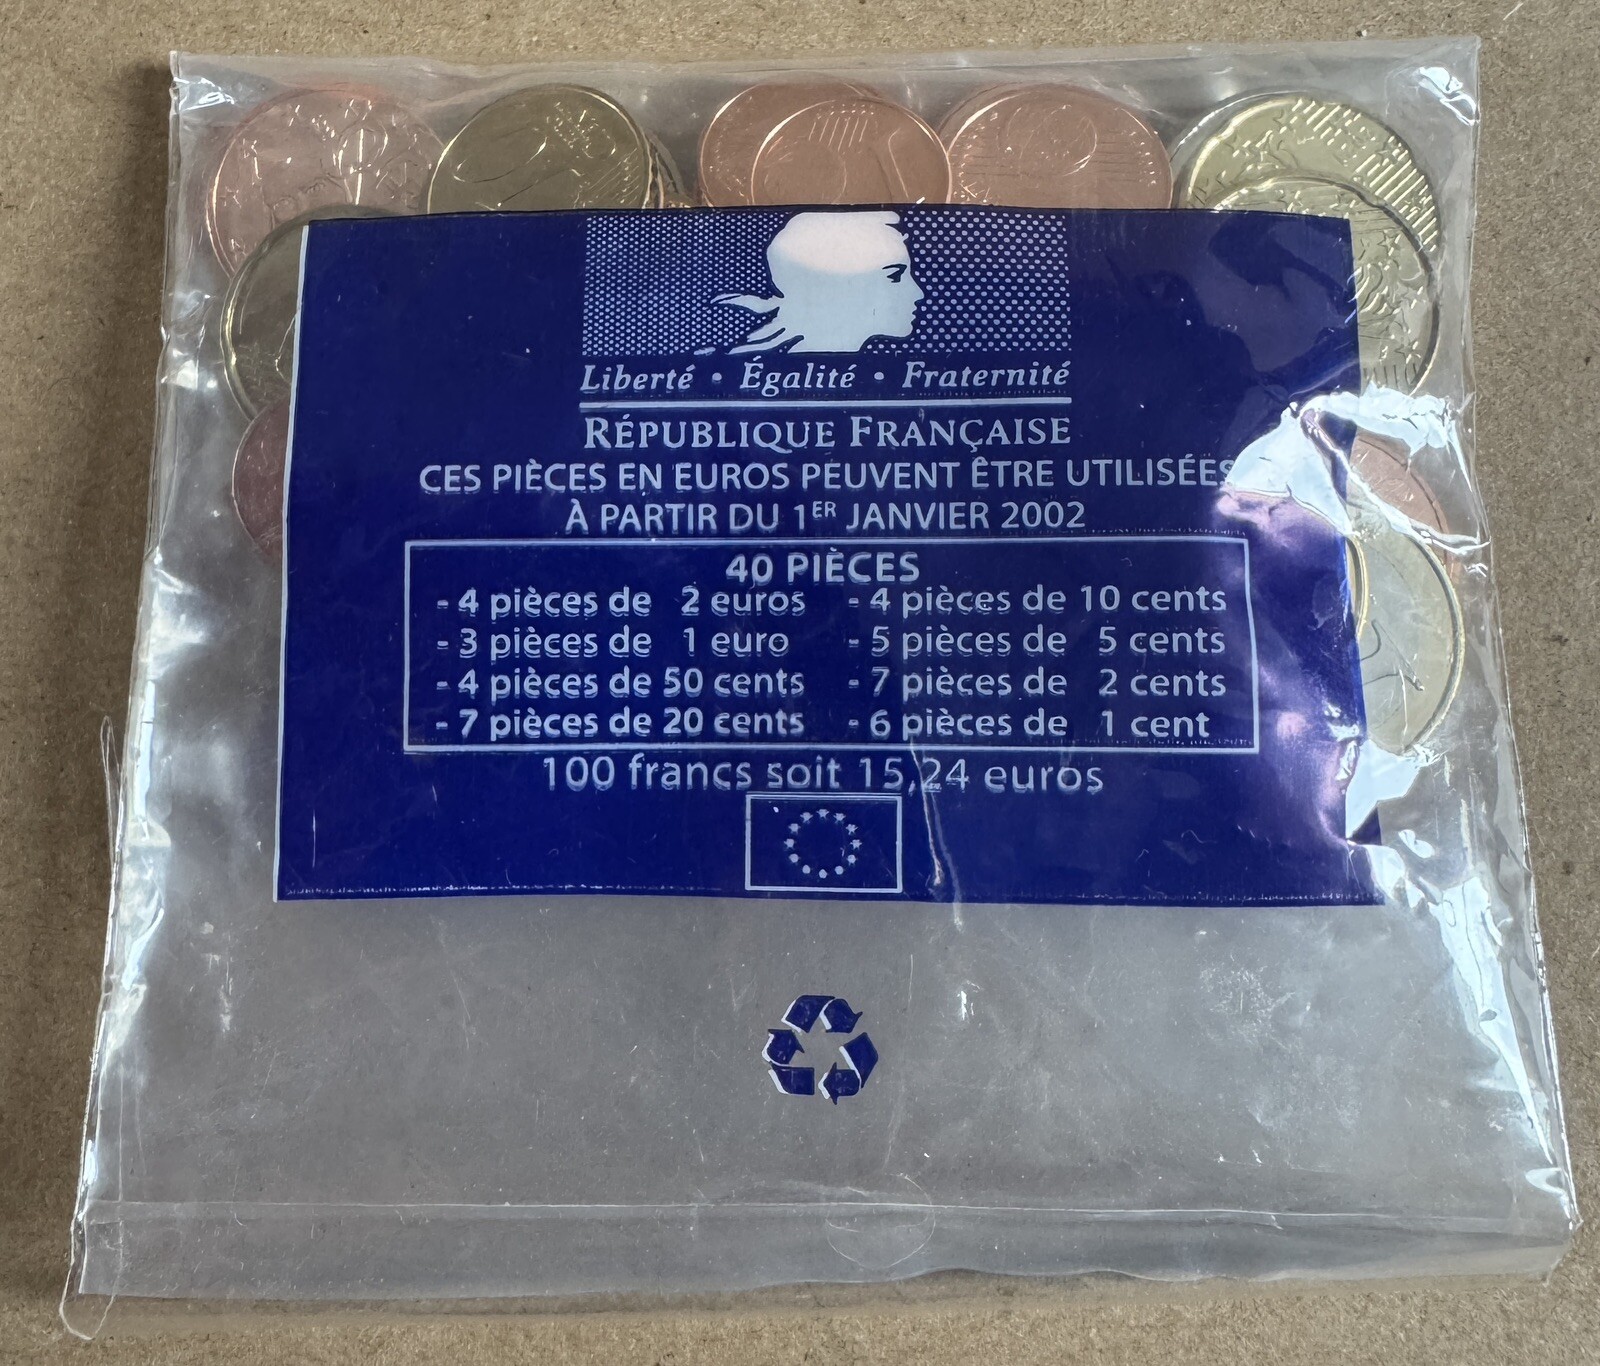 Liberté • Égalité • Fraternité
RÉPUBLIQUE FRANÇAISE
CES PIÈCES EN EUROS PEUVENT ÊTRE UTILISÉES
À PARTIR DU 1ER JANVIER 2002
40 PIÈCES
- 4 pièces de 2 euros - 4 pièces de 10 cents
- 3 pièces de 1 euro - 5 pièces de 5 cents
- 4 pièces de 50 cents - 7 pièces de 2 cents
- 7 pièces de 20 cents - 6 pièces de 1 cent
100 francs soit 15,24 euros